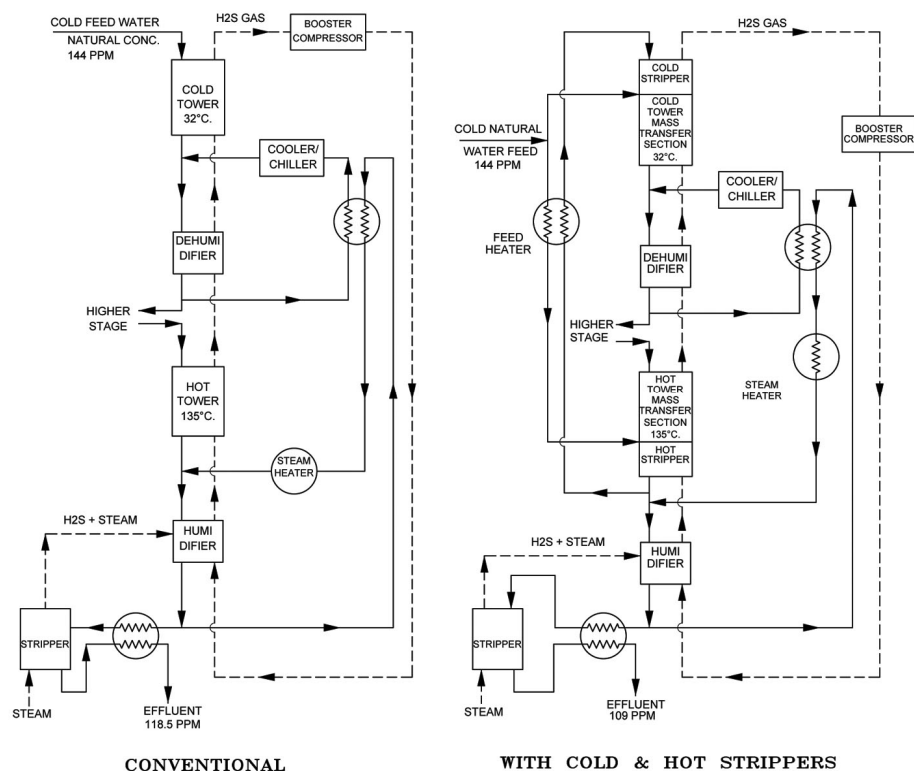 COLD FEED WATER
NATURAL CONC.
144 PPM
H2S GAS
BOOSTER
COMPRESSOR
COLD
TOWER
32°C.
COOLER/
CHILLER
DEHUMI
DIFIER
HIGHER
STAGE
HOT
TOWER
135°C.
STEAM
HEATER
H2S + STEAM
HUMI
DIFIER
STRIPPER
STEAM
EFFLUENT
118.5 PPM
CONVENTIONAL
H2S GAS
COLD
STRIPPER
COLD
TOWER
MASS
TRANSFER
SECTION
32°C.
BOOSTER
COMPRESSOR
COLD NATURAL
WATER FEED
144 PPM
COOLER/
CHILLER
FEED
HEATER
DEHUMI
DIFIER
HIGHER
STAGE
STEAM
HEATER
HOT
TOWER
MASS
TRANSFER
SECTION
135°C.
HOT
STRIPPER
H2S + STEAM
HUMI
DIFIER
STRIPPER
STEAM
EFFLUENT
109 PPM
WITH COLD & HOT STRIPPERS